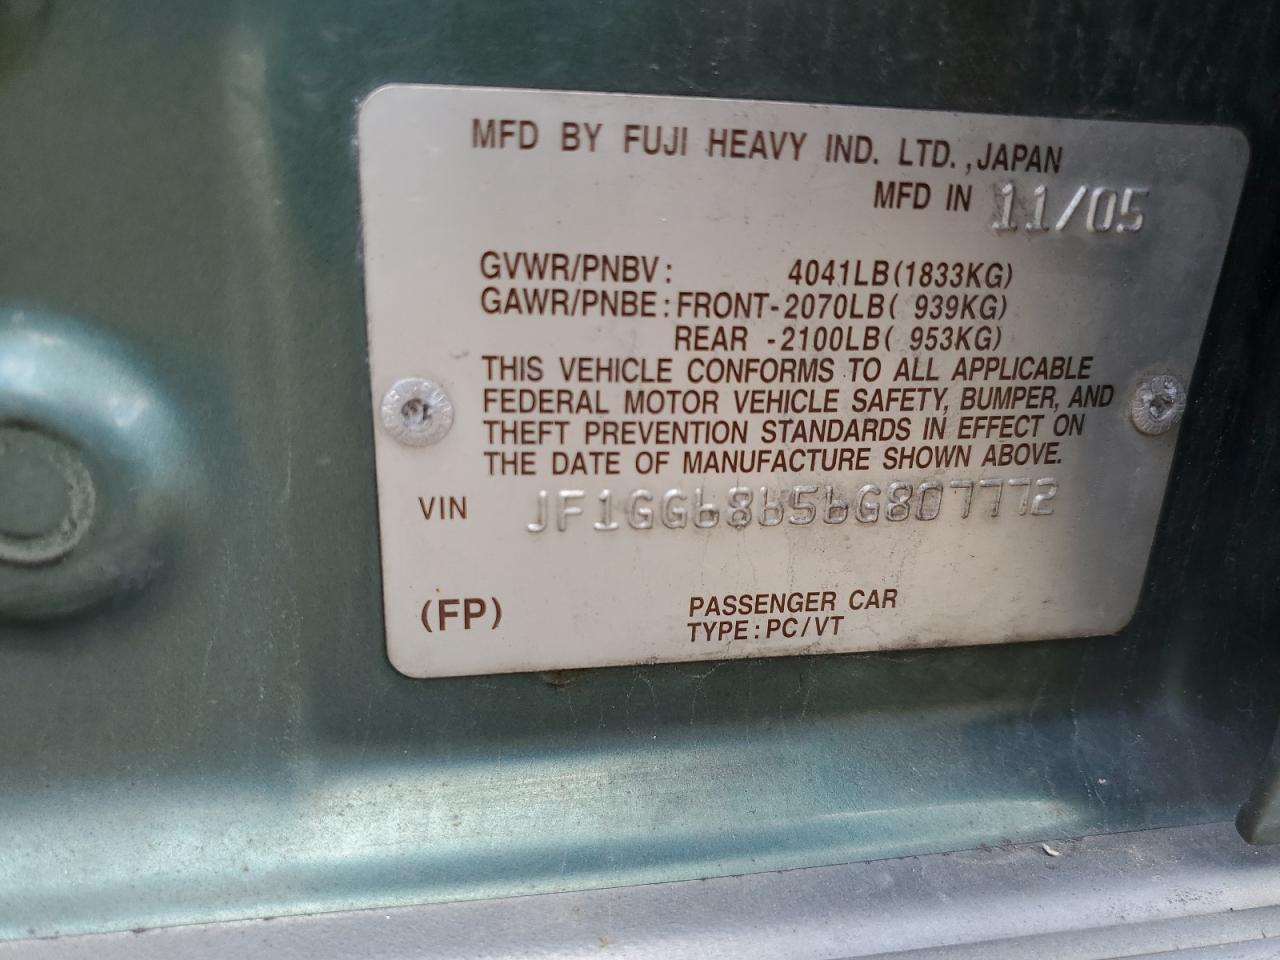 MFD BY FUJI HEAVY IND. LTD.,JAPAN
MFD IN 11/05
GVWR/PNBV: 4041LB(1833KG)
GAWR/PNBE:FRONT-2070LB( 939KG)
REAR -2100LB( 953KG)
THIS VEHICLE CONFORMS TO ALL APPLICABLE
FEDERAL MOTOR VEHICLE SAFETY, BUMPER, AND
THEFT PREVENTION STANDARDS IN EFFECT ON
THE DATE OF MANUFACTURE SHOWN ABOVE.
VIN JF1GG68656G807772
(FP) PASSENGER CAR
TYPE:PC/VT